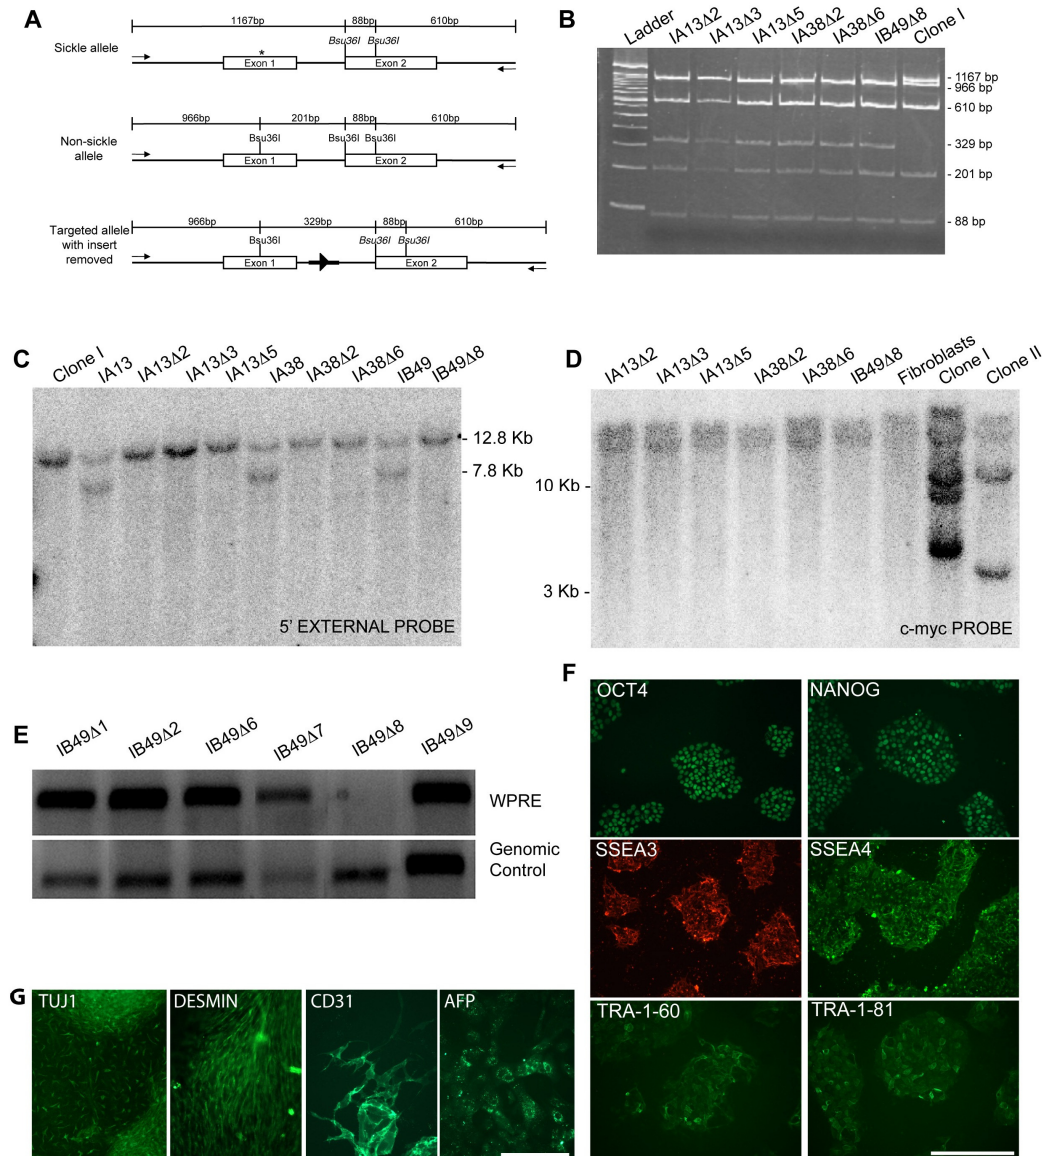 A
1167bp 88bp 610bp
Sickle allele
Bsu36I Bsu36I
*
Exon 1 Exon 2
966bp 201bp 88bp 610bp
Non-sickle
allele
Bsu36I Bsu36I Bsu36I
Exon 1 Exon 2
966bp 329bp 88bp 610bp
Targeted allele
with insert
removed
Bsu36I Bsu36I Bsu36I
Exon 1 Exon 2
B
Ladder IA13Δ2 IA13Δ3 IA13Δ5 IA38Δ2 IA38Δ6 IB49Δ8 Clone I
- 1167 bp
- 966 bp
- 610 bp
- 329 bp
- 201 bp
- 88 bp
C
Clone I IA13 IA13Δ2 IA13Δ3 IA13Δ5 IA38 IA38Δ2 IA38Δ6 IB49 IB49Δ8
- 12.8 Kb
- 7.8 Kb
5' EXTERNAL PROBE
D
IA13Δ2 IA13Δ3 IA13Δ5 IA38Δ2 IA38Δ6 IB49Δ8 Fibroblasts Clone I Clone II
10 Kb -
3 Kb -
c-myc PROBE
E
IB49Δ1 IB49Δ2 IB49Δ6 IB49Δ7 IB49Δ8 IB49Δ9
WPRE
Genomic
Control
F
OCT4 NANOG
SSEA3 SSEA4
TRA-1-60 TRA-1-81
G
TUJ1 DESMIN CD31 AFP